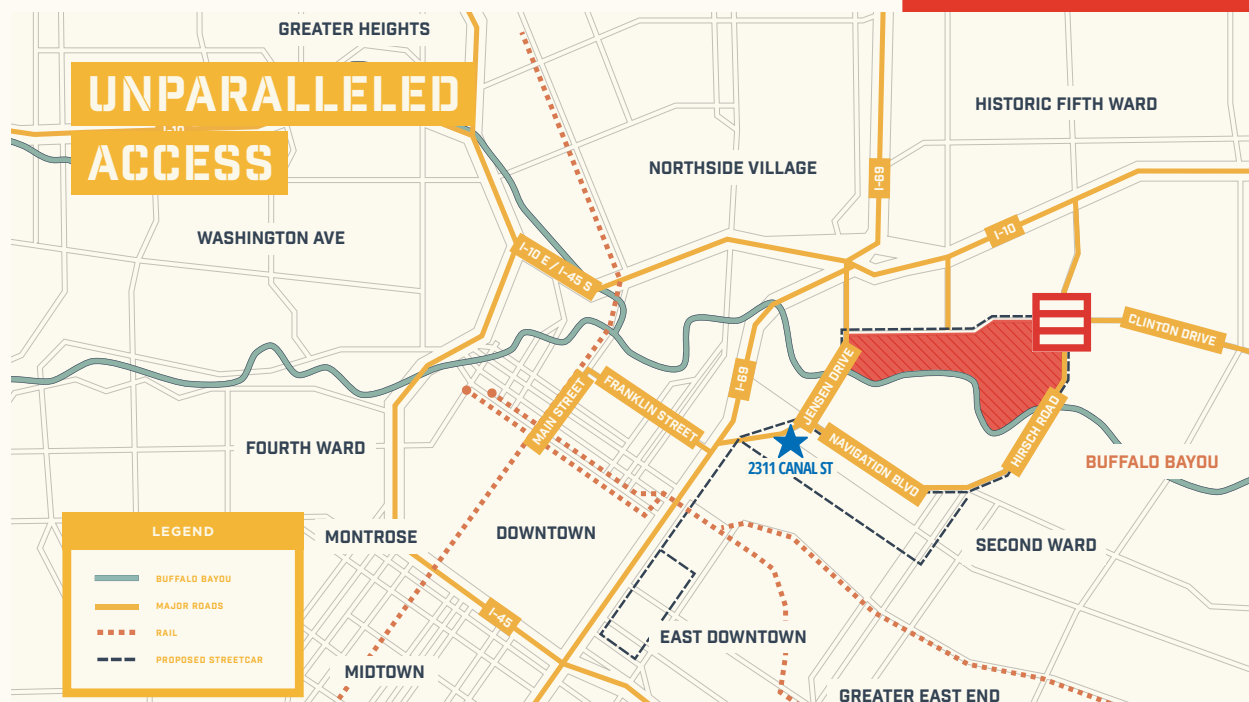 GREATER HEIGHTS
UNPARALLELED
ACCESS
I-10
HISTORIC FIFTH WARD
NORTHSIDE VILLAGE
I-69
WASHINGTON AVE
I-10
I-10 E / I-45 S
CLINTON DRIVE
I-69
JENSEN DRIVE
MAIN STREET
FRANKLIN STREET
HIRSCH ROAD
NAVIGATION BLVD
2311 CANAL ST
FOURTH WARD
BUFFALO BAYOU
MONTROSE
DOWNTOWN
SECOND WARD
LEGEND
BUFFALO BAYOU
MAJOR ROADS
RAIL
PROPOSED STREETCAR
I-45
EAST DOWNTOWN
MIDTOWN
GREATER EAST END